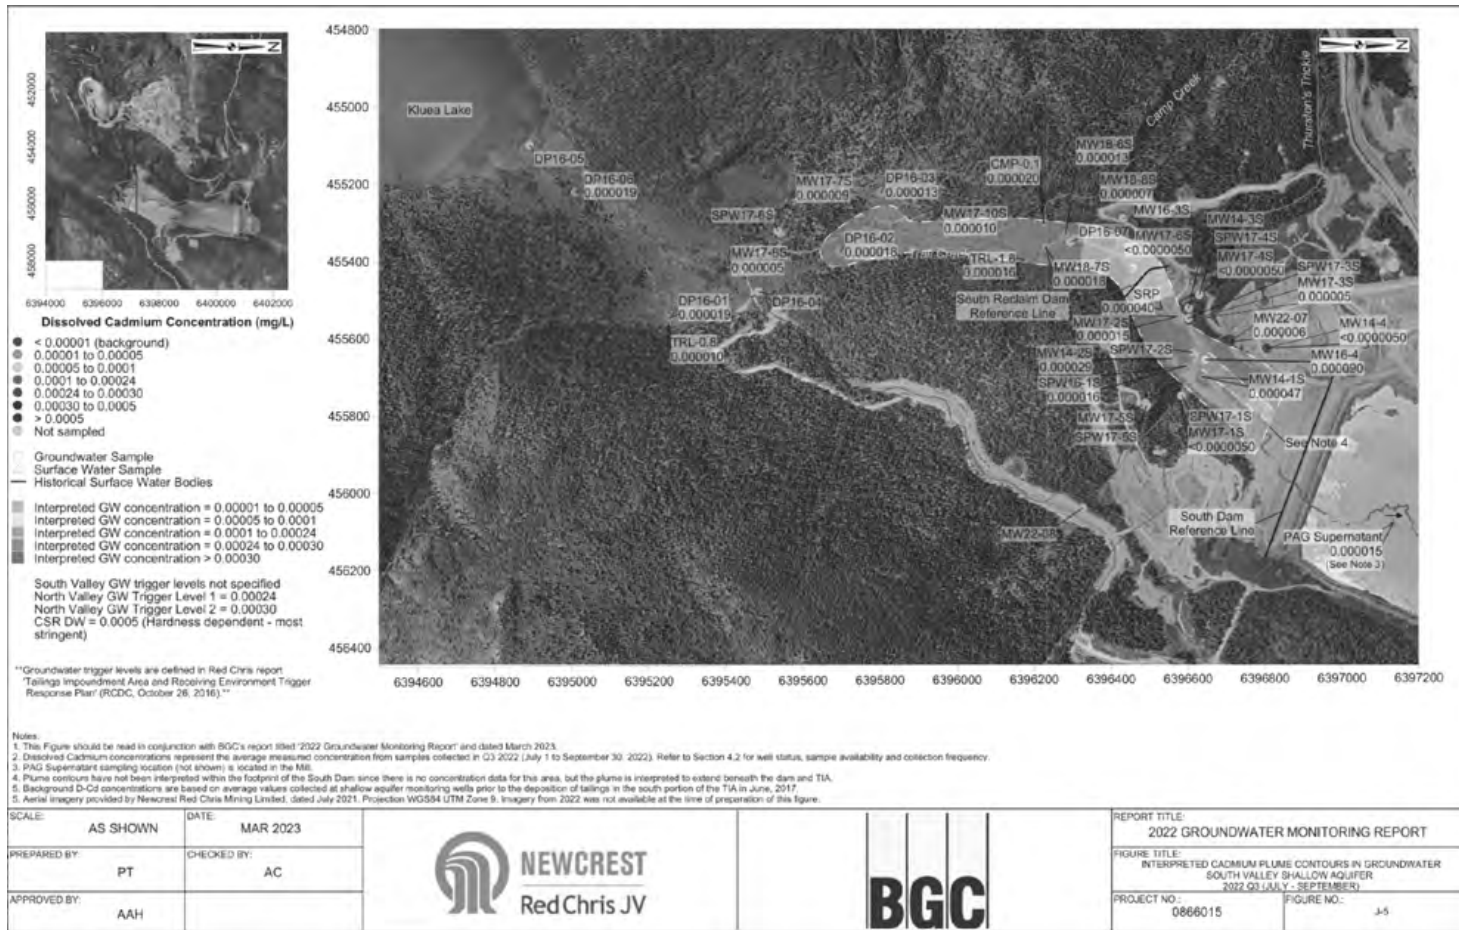 454800
455000
455200
455400
455600
455800
456000
456200
456400
6394600
6394800
6395000
6395200
6395400
6395600
6395800
6396000
6396200
6396400
6396600
6396800
6397000
6397200
452000
454000
456000
458000
6394000
6396000
6398000
6400000
6402000
Z
Z
Kluea Lake
Camp Creek
Thurston's Trickle
DP16-05
DP16-06
0.000019
MW17-7S
0.000009
DP16-03
0.000013
CMP-0.1
0.000020
MW18-6S
0.000013
MW18-8S
0.000007
SPW17-6S
MW17-10S
0.000010
MW16-3S
MW14-3S
DP16-07
MW17-6S
<0.0000050
SPW17-4S
MW17-4S
<0.0000050
DP16-02
0.000018
MW17-8S
0.000005
TRL-1.8
0.000016
MW18-7S
0.000018
SPW17-3S
MW17-3S
0.000005
DP16-01
0.000019
DP16-04
South Reclaim Dam
Reference Line
SRP
0.000040
MW22-07
0.000006
MW14-4
<0.0000050
MW17-2S
0.000015
TRL-0.8
0.000010
MW14-2S
0.000029
SPW17-2S
MW16-4
0.000090
SPW16-1S
0.000016
MW14-1S
0.000047
MW17-5S
SPW17-5S
SPW17-1S
MW17-1S
<0.0000050
See Note 4
MW22-08
South Dam
Reference Line
PAG Supernatant
0.000015
(See Note 3)
Dissolved Cadmium Concentration (mg/L)
< 0.00001 (background)
0.00001 to 0.00005
0.00005 to 0.0001
0.0001 to 0.00024
0.00024 to 0.00030
0.00030 to 0.0005
> 0.0005
Not sampled
Groundwater Sample
Surface Water Sample
Historical Surface Water Bodies
Interpreted GW concentration = 0.00001 to 0.00005
Interpreted GW concentration = 0.00005 to 0.0001
Interpreted GW concentration = 0.0001 to 0.00024
Interpreted GW concentration = 0.00024 to 0.00030
Interpreted GW concentration > 0.00030
South Valley GW trigger levels not specified
North Valley GW Trigger Level 1 = 0.00024
North Valley GW Trigger Level 2 = 0.00030
CSR DW = 0.0005 (Hardness dependent - most
stringent)
**Groundwater trigger levels are defined in Red Chris report
'Tailings Impoundment Area and Receiving Environment Trigger
Response Plan' (RCDC, October 26, 2016).**
Notes:
1. This Figure should be read in conjunction with BGC's report titled '2022 Groundwater Monitoring Report' and dated March 2023.
2. Dissolved Cadmium concentrations represent the average measured concentration from samples collected in Q3 2022 (July 1 to September 30, 2022). Refer to Section 4.2 for well status, sample availability and collection frequency.
3. PAG Supernatant sampling location (not shown) is located in the Mill.
4. Plume contours have not been interpreted within the footprint of the South Dam since there is no concentration data for this area, but the plume is interpreted to extend beneath the dam and TIA.
5. Background D-Cd concentrations are based on average values collected at shallow aquifer monitoring wells prior to the deposition of tailings in the south portion of the TIA in June, 2017.
5. Aerial imagery provided by Newcrest Red Chris Mining Limited, dated July 2021. Projection WGS84 UTM Zone 9. Imagery from 2022 was not available at the time of preparation of this figure.
SCALE:
AS SHOWN
DATE:
MAR 2023
PREPARED BY:
PT
CHECKED BY:
AC
APPROVED BY:
AAH
NEWCREST
Red Chris JV
BGC
REPORT TITLE:
2022 GROUNDWATER MONITORING REPORT
FIGURE TITLE:
INTERPRETED CADMIUM PLUME CONTOURS IN GROUNDWATER
SOUTH VALLEY SHALLOW AQUIFER
2022 Q3 (JULY - SEPTEMBER)
PROJECT NO.:
0866015
FIGURE NO.:
J-5